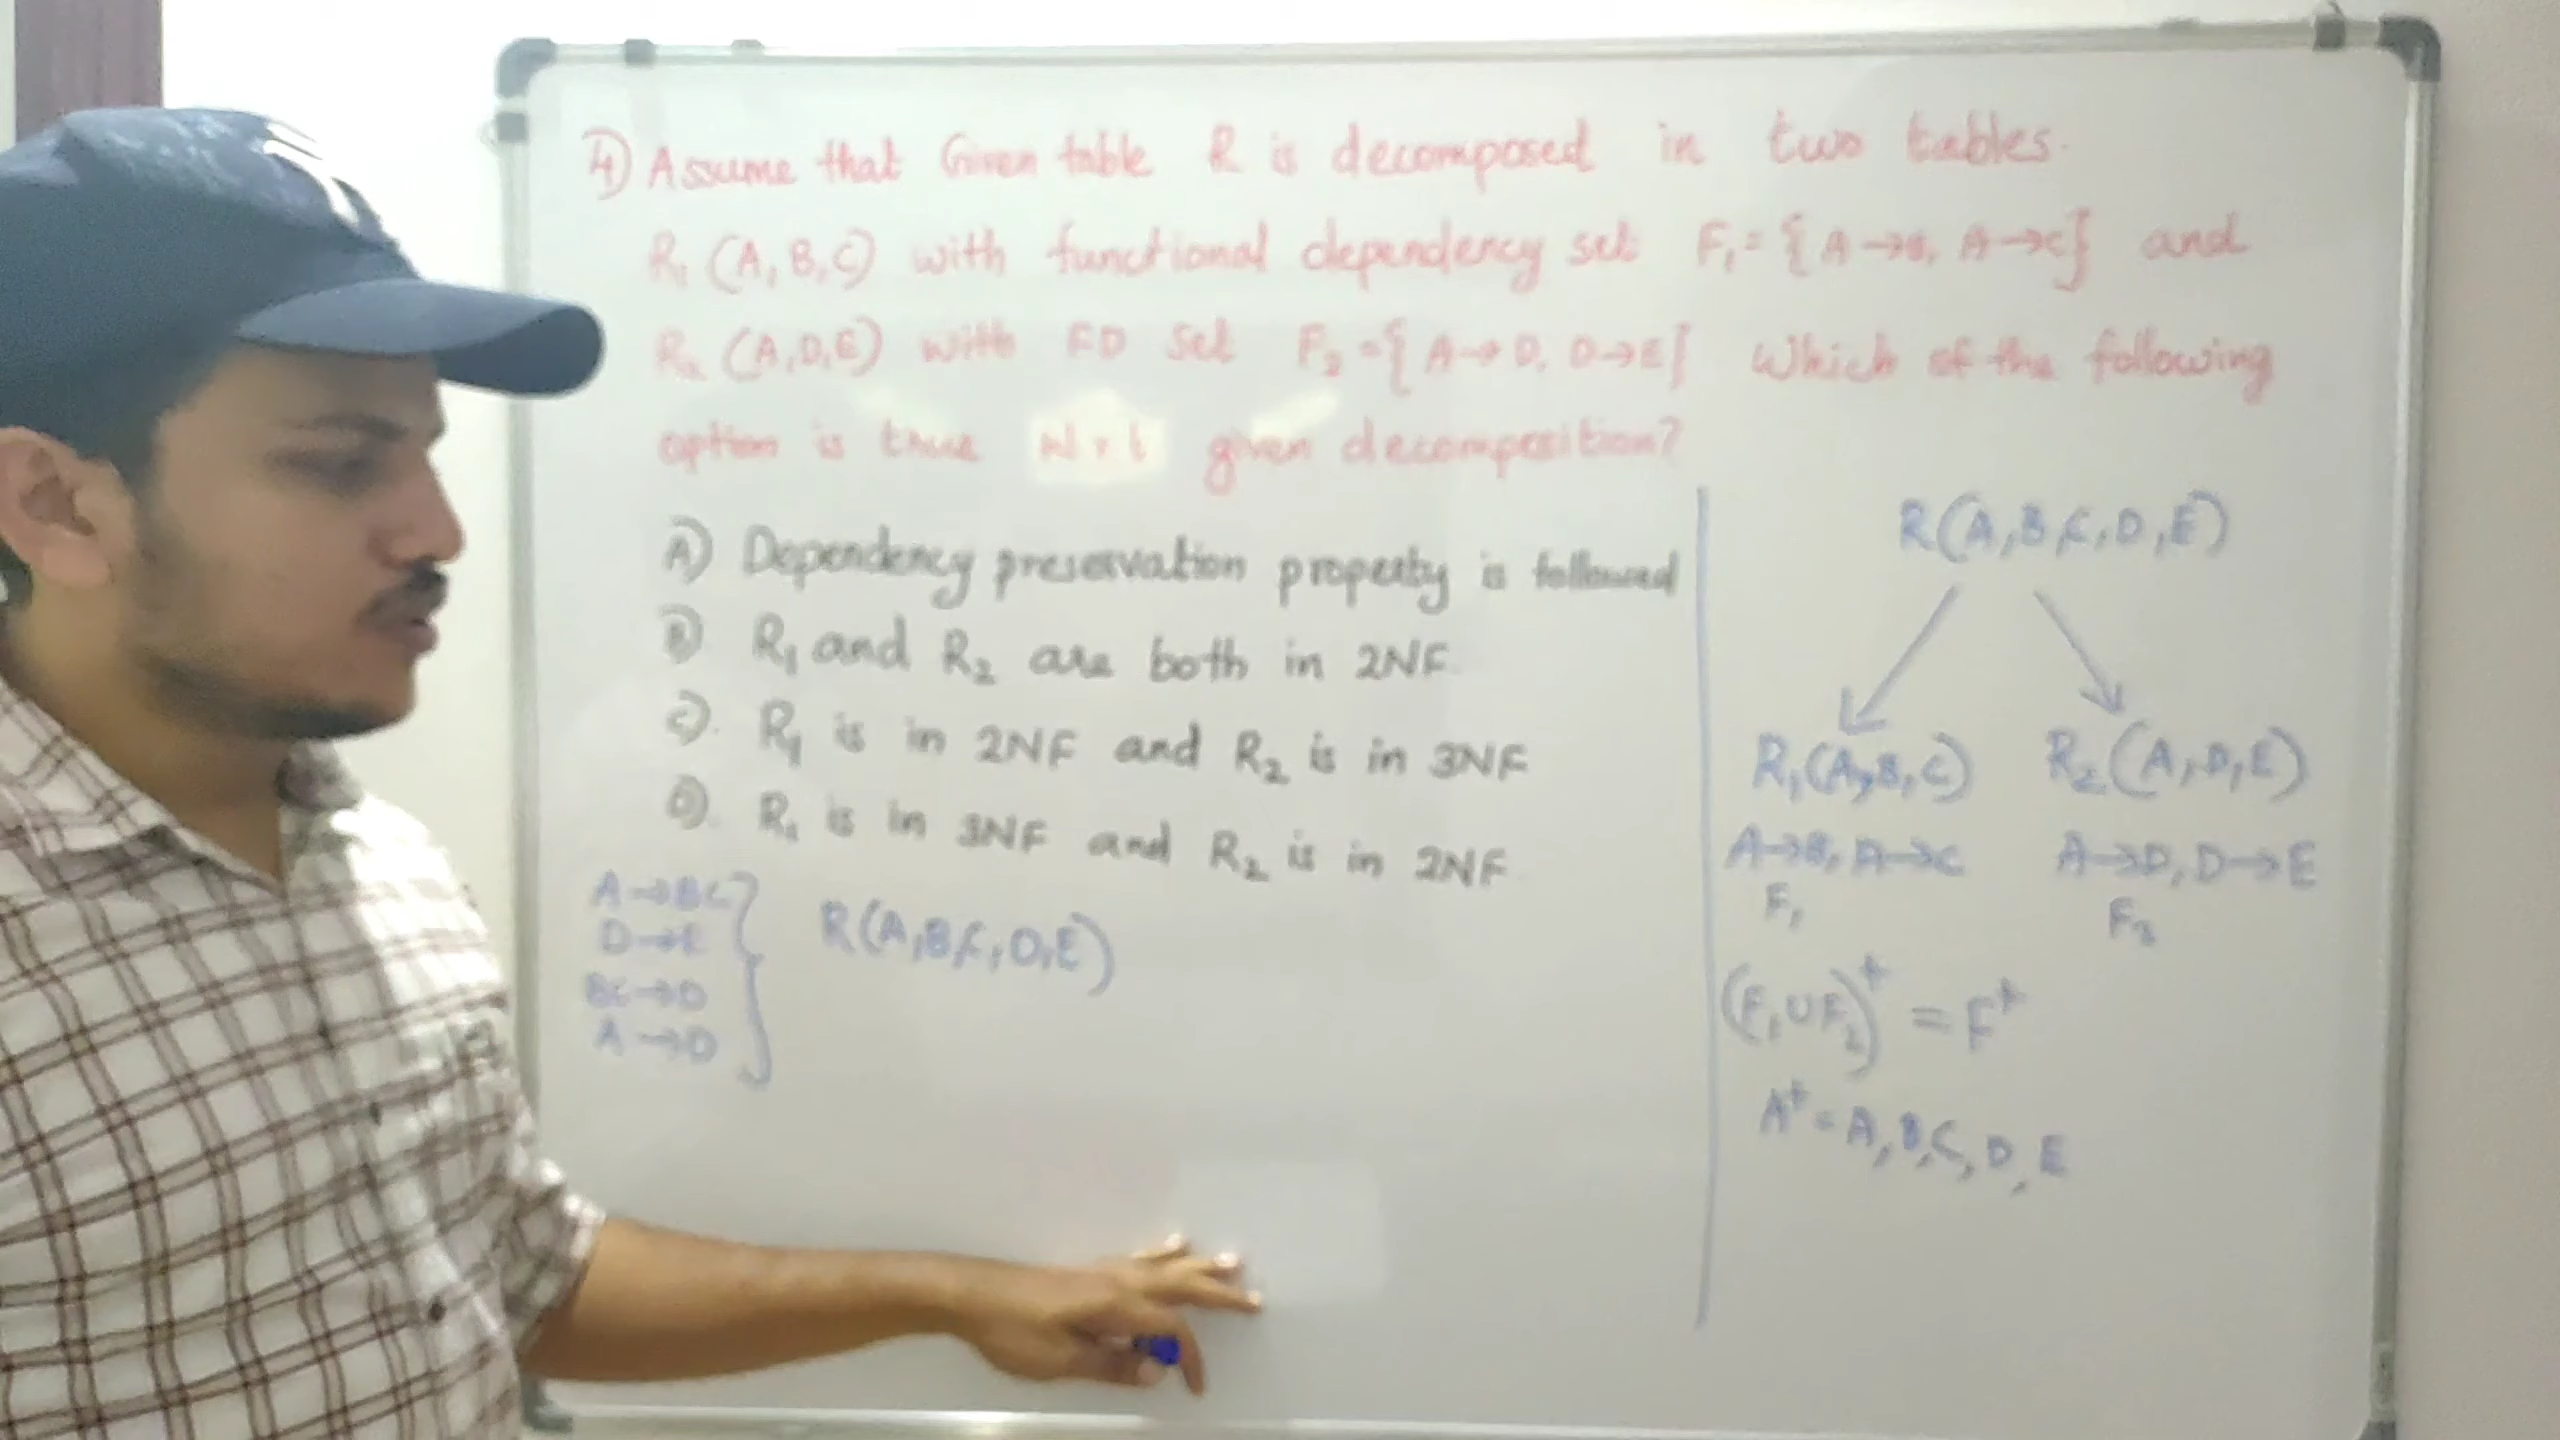 4) Assume that Given table R is decomposed in two tables.
R₁ (A, B, C) with functional dependency set F₁ = { A→B, A→C} and
R₂ (A,D,E) with FD set F₂ = { A→D, D→E} Which of the following
option is true w.r.t given decomposition?
A) Dependency preservation property is followed
B) R₁ and R₂ are both in 2NF.
C). R₁ is in 2NF and R₂ is in 3NF
D). R₁ is in 3NF and R₂ is in 2NF
A→BC
D→E
BC→D
A→D
R(A,B,C,D,E)
R(A,B,C,D,E)
R₁(A,B,C) R₂(A,D,E)
A→B, A→C A→D, D→E
F₁ F₂
(F₁∪F₂)⁺ = F⁺
A⁺ = A, B, C, D, E